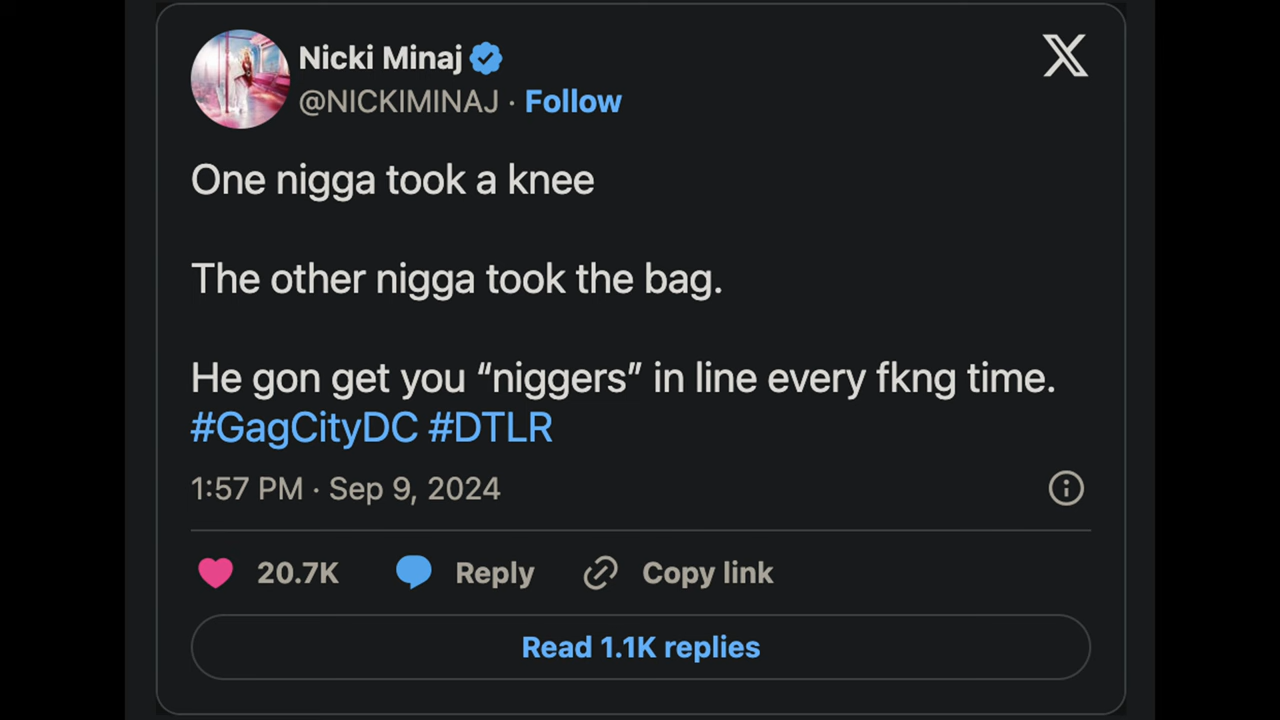 Nicki Minaj
@NICKIMINAJ · Follow
One nigga took a knee
The other nigga took the bag.
He gon get you “niggers” in line every fkng time.
#GagCityDC #DTLR
1:57 PM · Sep 9, 2024
20.7K Reply Copy link
Read 1.1K replies